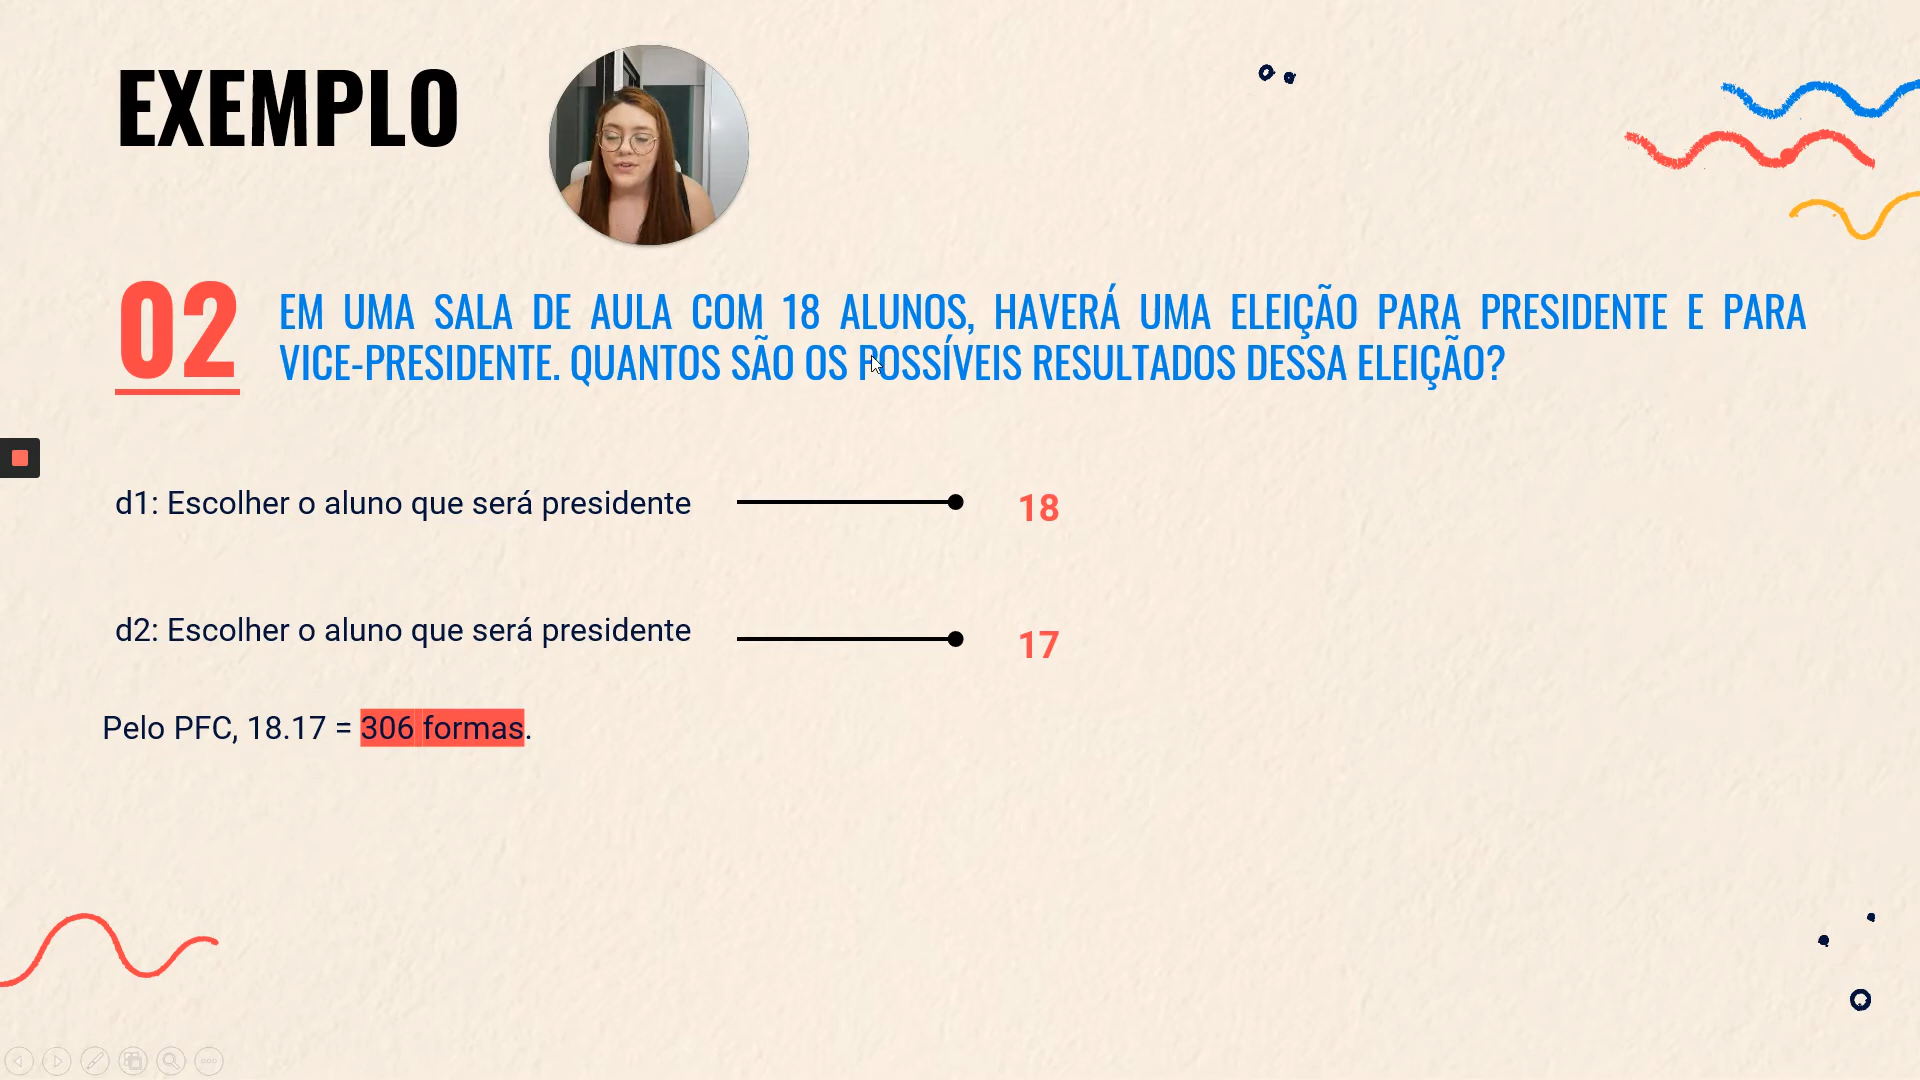 EXEMPLO
02
EM UMA SALA DE AULA COM 18 ALUNOS, HAVERÁ UMA ELEIÇÃO PARA PRESIDENTE E PARA
VICE-PRESIDENTE. QUANTOS SÃO OS POSSÍVEIS RESULTADOS DESSA ELEIÇÃO?
d1: Escolher o aluno que será presidente 18
d2: Escolher o aluno que será presidente 17
Pelo PFC, 18.17 = 306 formas.